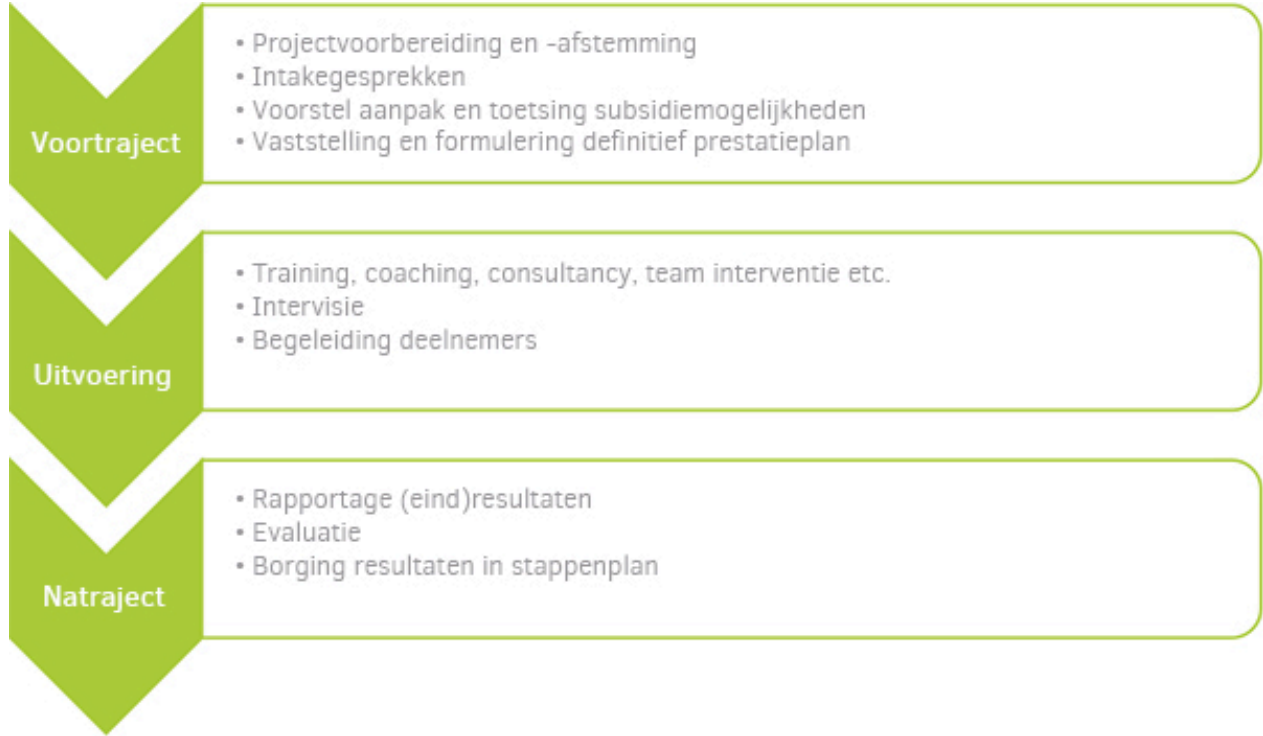 Voortraject
• Projectvoorbereiding en -afstemming
• Intakegesprekken
• Voorstel aanpak en toetsing subsidiemogelijkheden
• Vaststelling en formulering definitief prestatieplan
Uitvoering
• Training, coaching, consultancy, team interventie etc.
• Intervisie
• Begeleiding deelnemers
Natraject
• Rapportage (eind)resultaten
• Evaluatie
• Borging resultaten in stappenplan